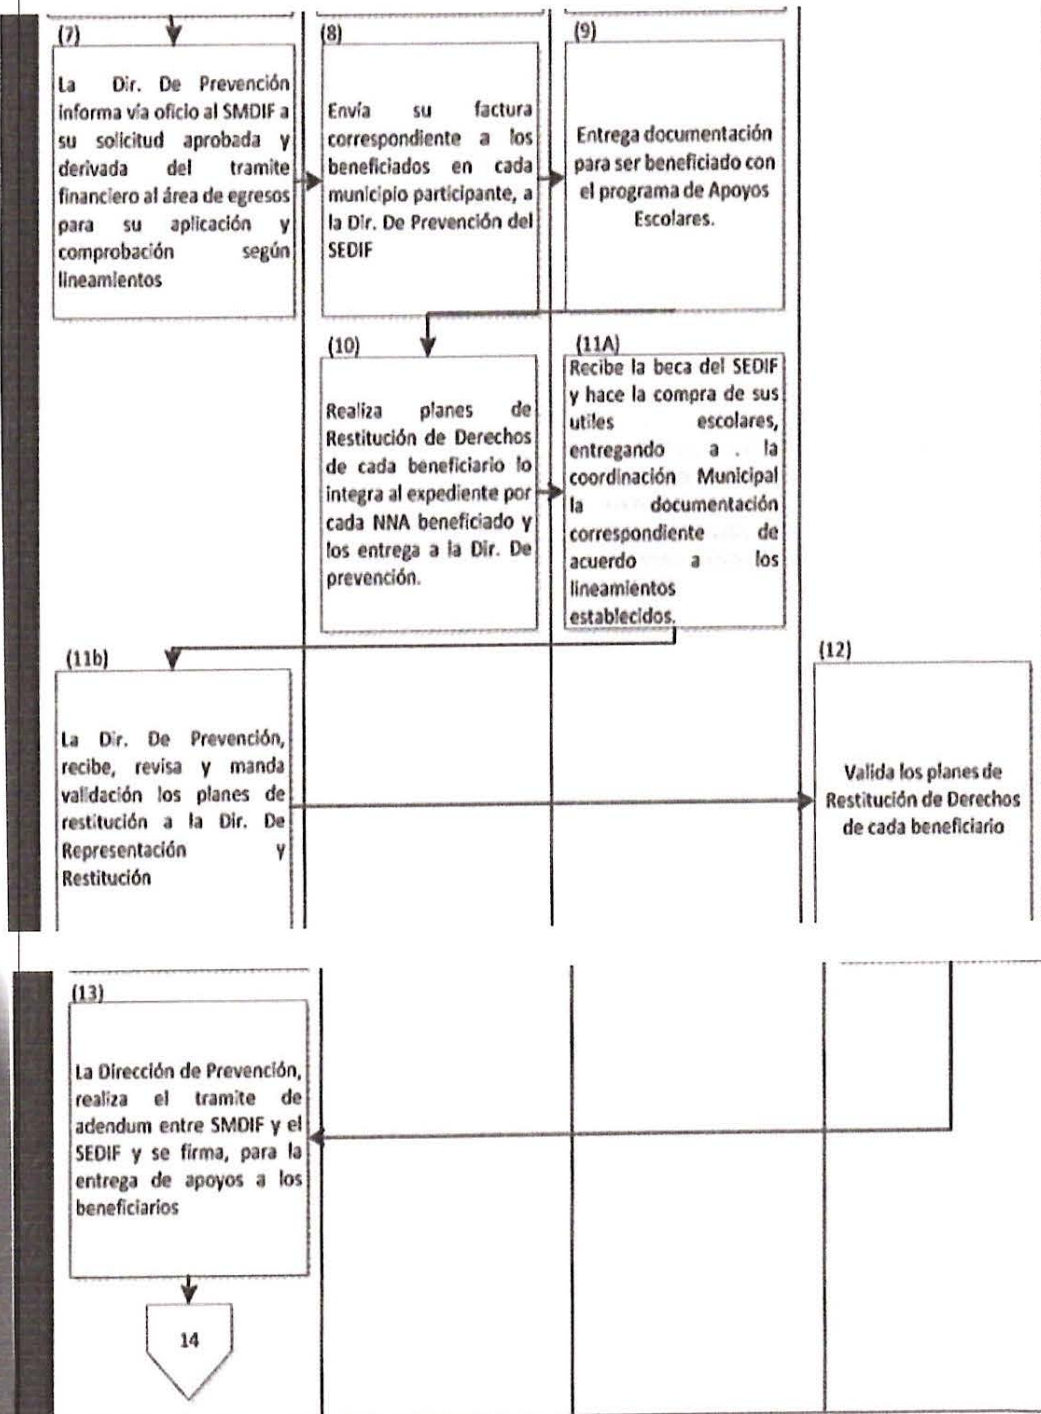 (7)
La Dir. De Prevención
informa vía oficio al SMDIF a
su solicitud aprobada y
derivada del tramite
financiero al área de egresos
para su aplicación y
comprobación según
lineamientos
(8)
Envía su factura
correspondiente a los
beneficiados en cada
municipio participante, a
la Dir. De Prevención del
SEDIF
(9)
Entrega documentación
para ser beneficiado con
el programa de Apoyos
Escolares.
(10)
Realiza planes de
Restitución de Derechos
de cada beneficiario lo
integra al expediente por
cada NNA beneficiado y
los entrega a la Dir. De
prevención.
(11A)
Recibe la beca del SEDIF
y hace la compra de sus
utiles escolares,
entregando a . la
coordinación Municipal
la documentación
correspondiente de
acuerdo a los
lineamientos
establecidos.
(11b)
La Dir. De Prevención,
recibe, revisa y manda
validación los planes de
restitución a la Dir. De
Representación y
Restitución
(12)
Valida los planes de
Restitución de Derechos
de cada beneficiario
(13)
La Dirección de Prevención,
realiza el tramite de
adendum entre SMDIF y el
SEDIF y se firma, para la
entrega de apoyos a los
beneficiarios
14